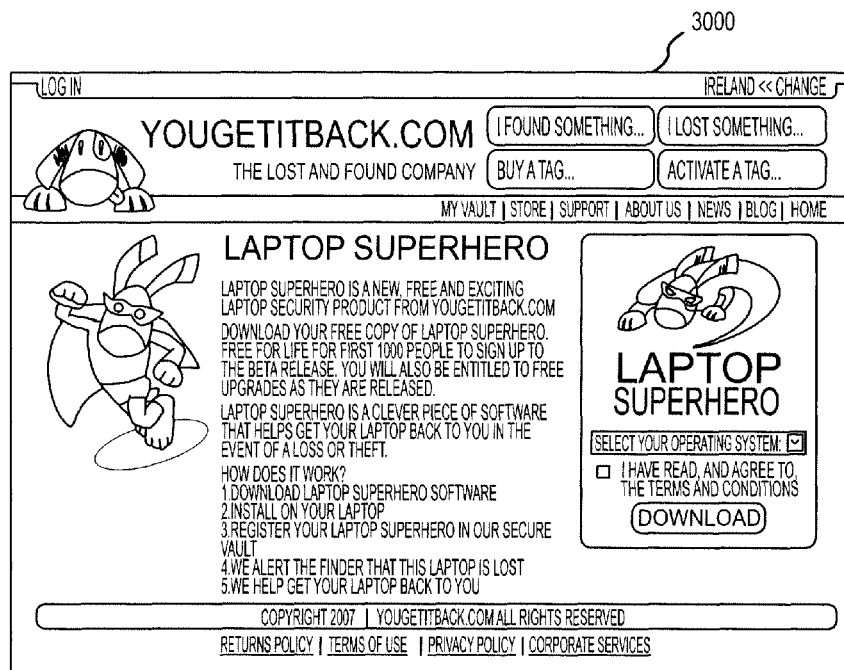 3000
LOG IN
IRELAND << CHANGE
YOUGETITBACK.COM
THE LOST AND FOUND COMPANY
I FOUND SOMETHING...
I LOST SOMETHING...
BUY A TAG...
ACTIVATE A TAG...
MY VAULT | STORE | SUPPORT | ABOUT US | NEWS | BLOG | HOME
LAPTOP SUPERHERO
LAPTOP SUPERHERO IS A NEW, FREE AND EXCITING
LAPTOP SECURITY PRODUCT FROM YOUGETITBACK.COM
DOWNLOAD YOUR FREE COPY OF LAPTOP SUPERHERO.
FREE FOR LIFE FOR FIRST 1000 PEOPLE TO SIGN UP TO
THE BETA RELEASE. YOU WILL ALSO BE ENTITLED TO FREE
UPGRADES AS THEY ARE RELEASED.
LAPTOP SUPERHERO IS A CLEVER PIECE OF SOFTWARE
THAT HELPS GET YOUR LAPTOP BACK TO YOU IN THE
EVENT OF A LOSS OR THEFT.
HOW DOES IT WORK?
1.DOWNLOAD LAPTOP SUPERHERO SOFTWARE
2.INSTALL ON YOUR LAPTOP
3.REGISTER YOUR LAPTOP SUPERHERO IN OUR SECURE
VAULT
4.WE ALERT THE FINDER THAT THIS LAPTOP IS LOST
5.WE HELP GET YOUR LAPTOP BACK TO YOU
LAPTOP
SUPERHERO
SELECT YOUR OPERATING SYSTEM:
I HAVE READ, AND AGREE TO,
THE TERMS AND CONDITIONS
DOWNLOAD
COPYRIGHT 2007 | YOUGETITBACK.COM ALL RIGHTS RESERVED
RETURNS POLICY | TERMS OF USE | PRIVACY POLICY | CORPORATE SERVICES